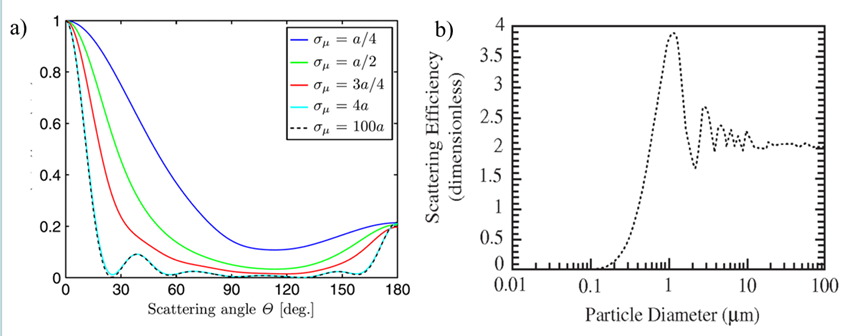 a)
1
0.8
0.6
0.4
0.2
0
0 30 60 90 120 150 180
Scattering angle Θ [deg.]
σμ = a/4
σμ = a/2
σμ = 3a/4
σμ = 4a
σμ = 100a
b)
Scattering Efficiency
(dimensionless)
4
3.5
3
2.5
2
1.5
1
0.5
0
0.01 0.1 1 10 100
Particle Diameter (μm)